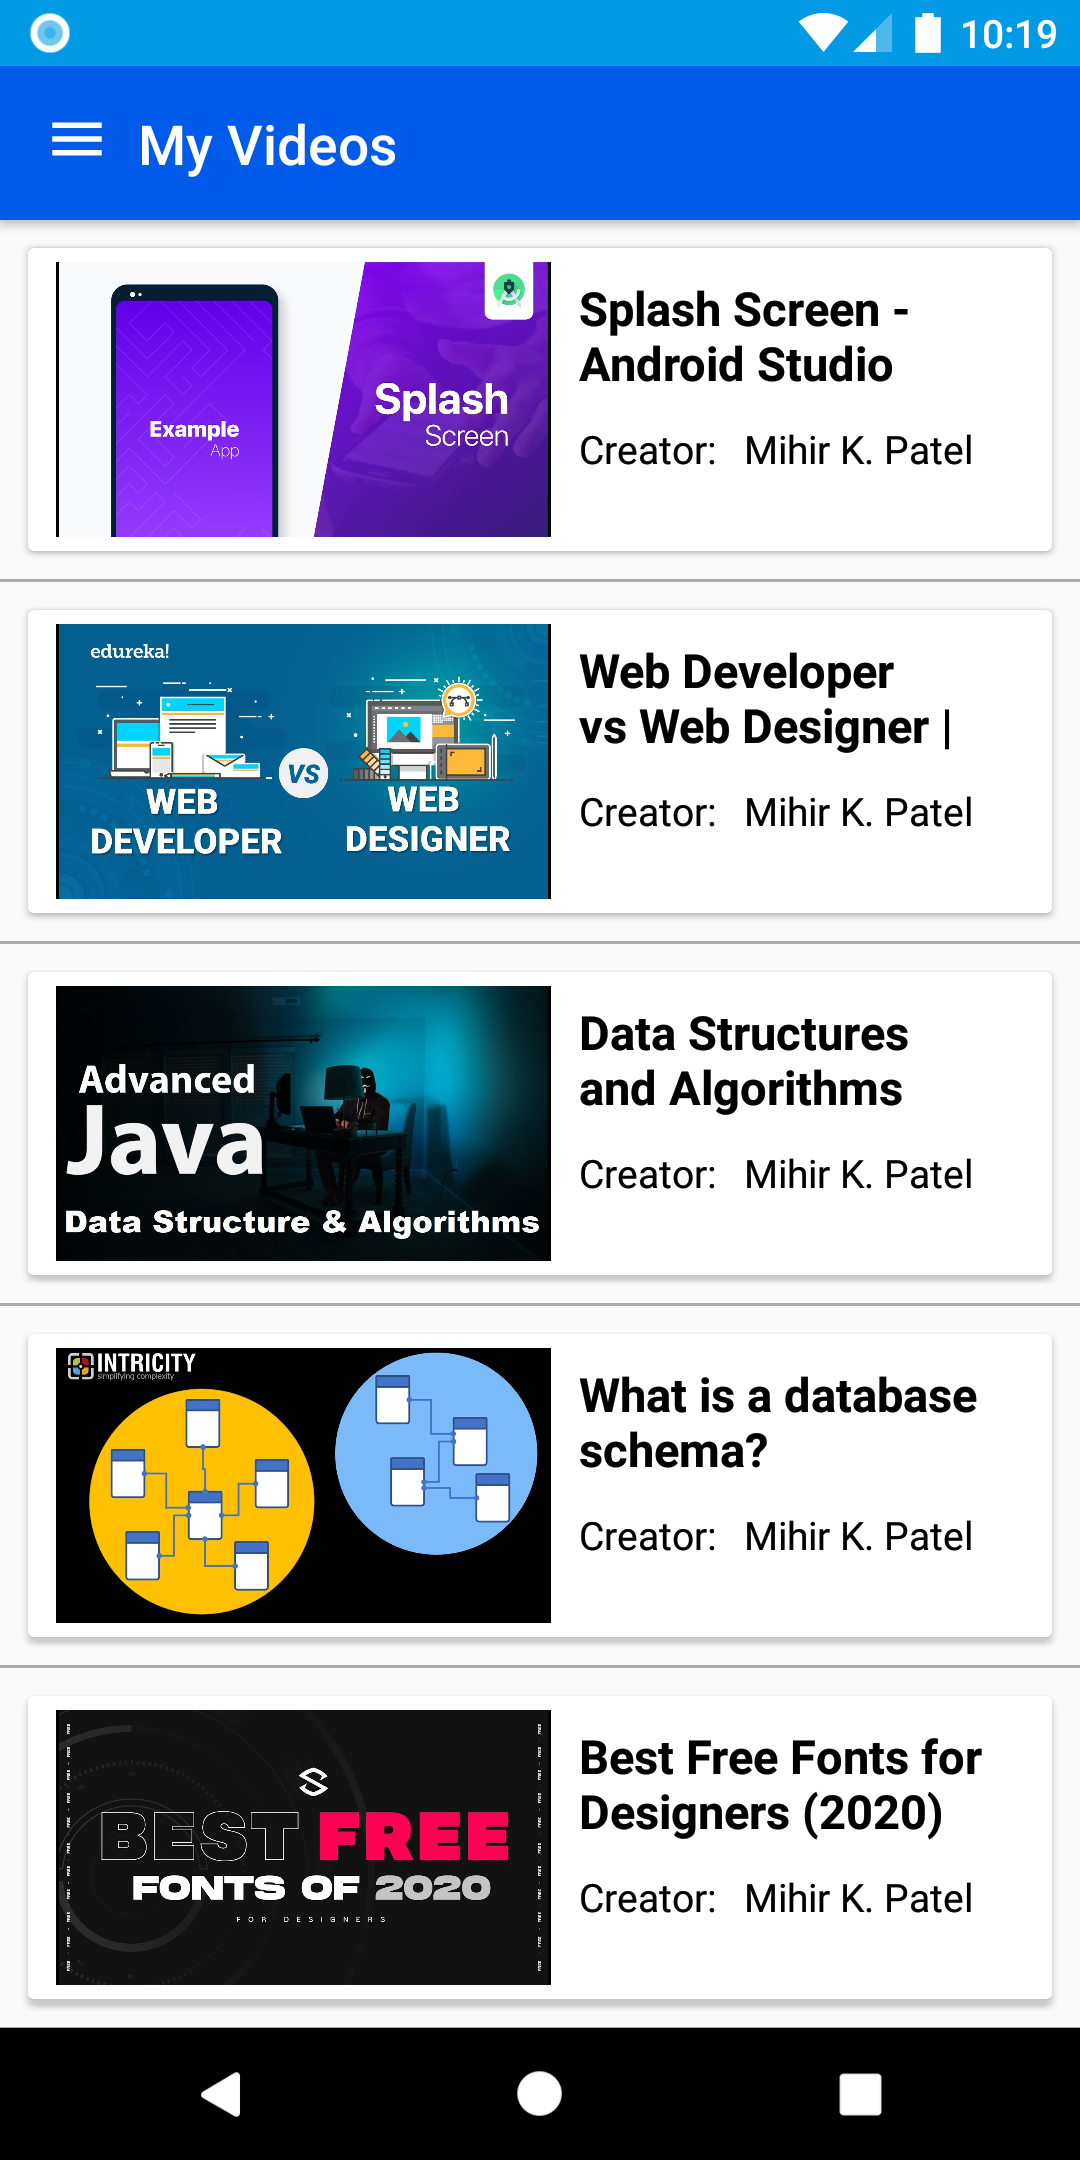 10:19
My Videos
Example
App
Splash
Screen
Splash Screen -
Android Studio
Creator: Mihir K. Patel
edureka!
VS
WEB
DEVELOPER
WEB
DESIGNER
Web Developer
vs Web Designer |
Creator: Mihir K. Patel
Advanced
Java
Data Structure & Algorithms
Data Structures
and Algorithms
Creator: Mihir K. Patel
INTRICITY
simplifying complexity
What is a database
schema?
Creator: Mihir K. Patel
BEST FREE
FONTS OF 2020
FOR DESIGNERS
Best Free Fonts for
Designers (2020)
Creator: Mihir K. Patel